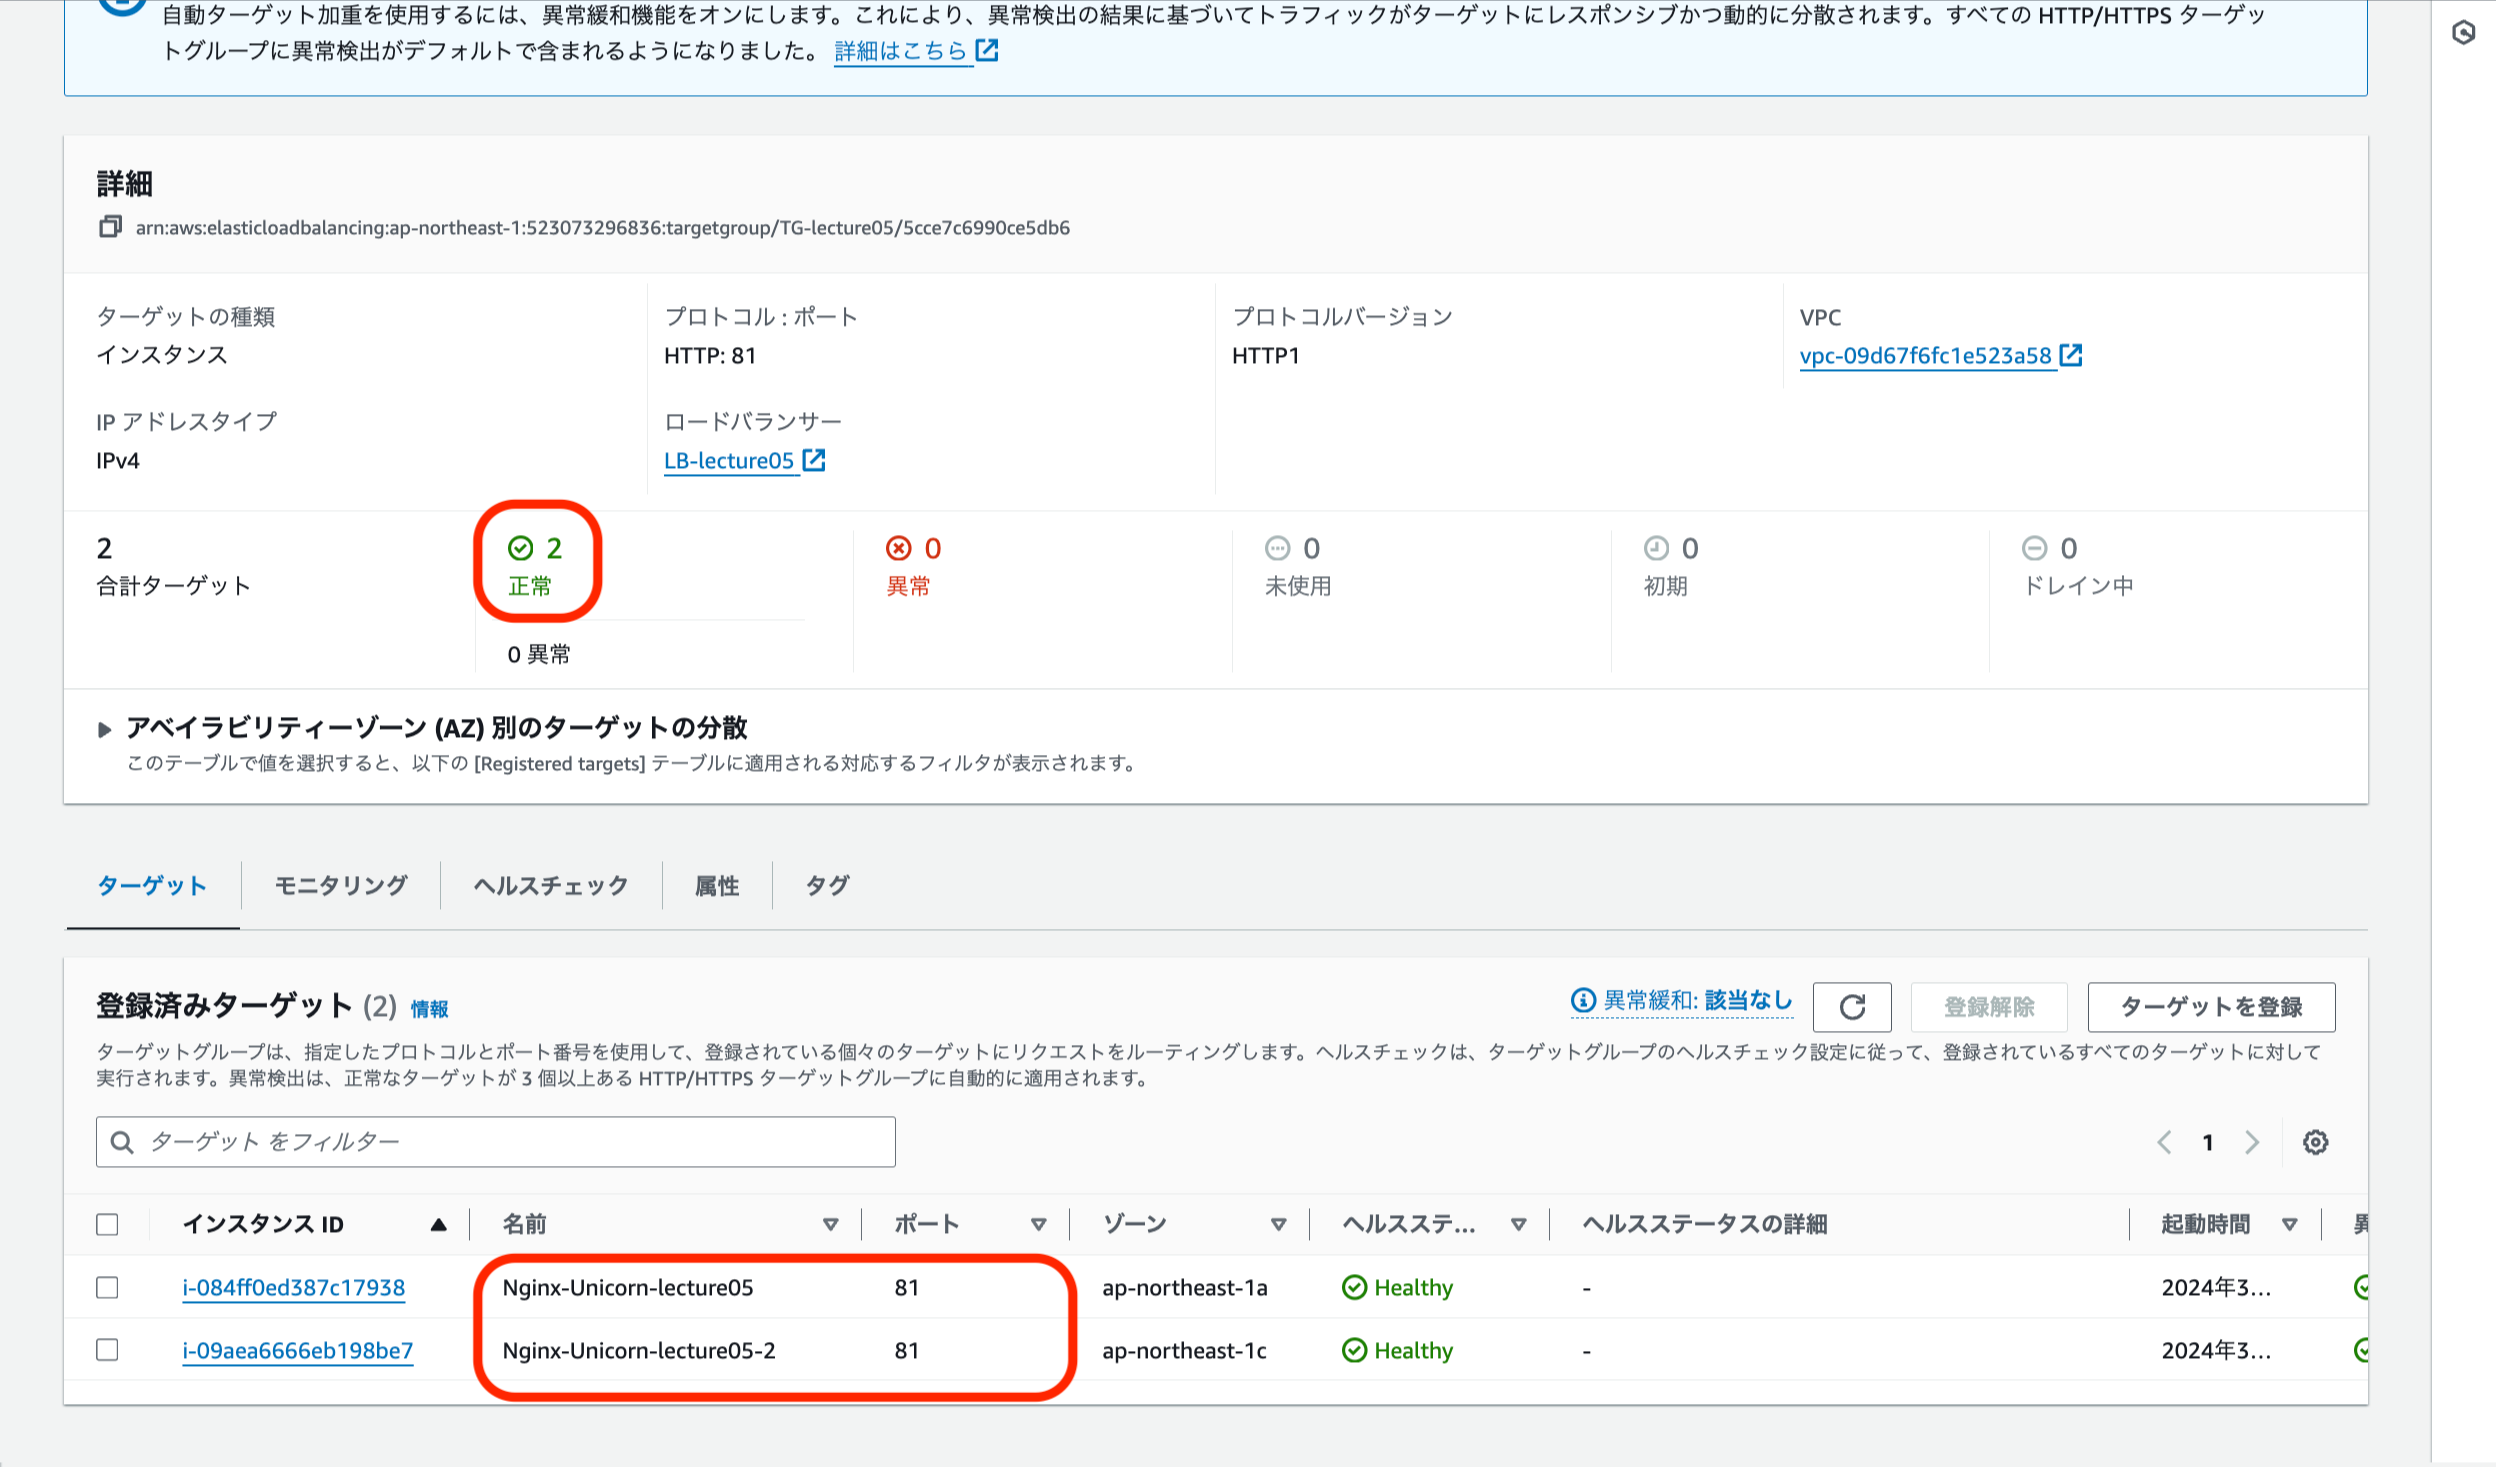 自動ターゲット加重を使用するには、異常緩和機能をオンにします。これにより、異常検出の結果に基づいてトラフィックがターゲットにレスポンシブかつ動的に分散されます。すべての HTTP/HTTPS ターゲッ
トグループに異常検出がデフォルトで含まれるようになりました。 詳細はこちら
詳細
arn:aws:elasticloadbalancing:ap-northeast-1:523073296836:targetgroup/TG-lecture05/5cce7c6990ce5db6
ターゲットの種類
インスタンス
プロトコル : ポート
HTTP: 81
プロトコルバージョン
HTTP1
VPC
vpc-09d67f6fc1e523a58
IP アドレスタイプ
IPv4
ロードバランサー
LB-lecture05
2
合計ターゲット
2
正常
0 異常
0
異常
0
未使用
0
初期
0
ドレイン中
アベイラビリティーゾーン (AZ) 別のターゲットの分散
このテーブルで値を選択すると、以下の [Registered targets] テーブルに適用される対応するフィルタが表示されます。
ターゲット モニタリング ヘルスチェック 属性 タグ
登録済みターゲット (2) 情報
異常緩和: 該当なし 登録解除 ターゲットを登録
ターゲットグループは、指定したプロトコルとポート番号を使用して、登録されている個々のターゲットにリクエストをルーティングします。ヘルスチェックは、ターゲットグループのヘルスチェック設定に従って、登録されているすべてのターゲットに対して
実行されます。異常検出は、正常なターゲットが 3 個以上ある HTTP/HTTPS ターゲットグループに自動的に適用されます。
ターゲット をフィルター
1
インスタンス ID 名前 ポート ゾーン ヘルスステ... ヘルスステータスの詳細 起動時間
i-084ff0ed387c17938 Nginx-Unicorn-lecture05 81 ap-northeast-1a Healthy - 2024年3...
i-09aea6666eb198be7 Nginx-Unicorn-lecture05-2 81 ap-northeast-1c Healthy - 2024年3...